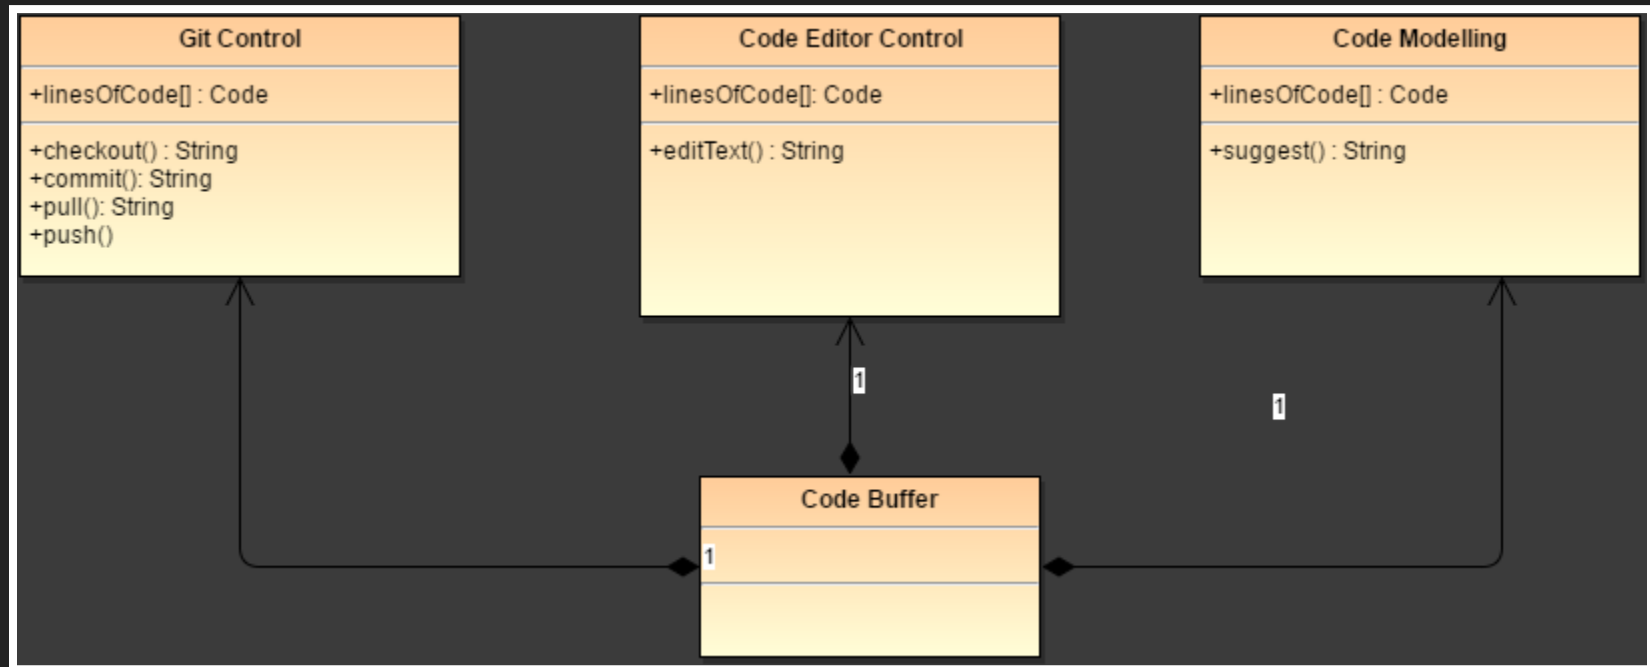 Git Control
+linesOfCode[] : Code
+checkout() : String
+commit(): String
+pull(): String
+push()
Code Editor Control
+linesOfCode[]: Code
+editText() : String
Code Modelling
+linesOfCode[] : Code
+suggest() : String
1
1
Code Buffer
1